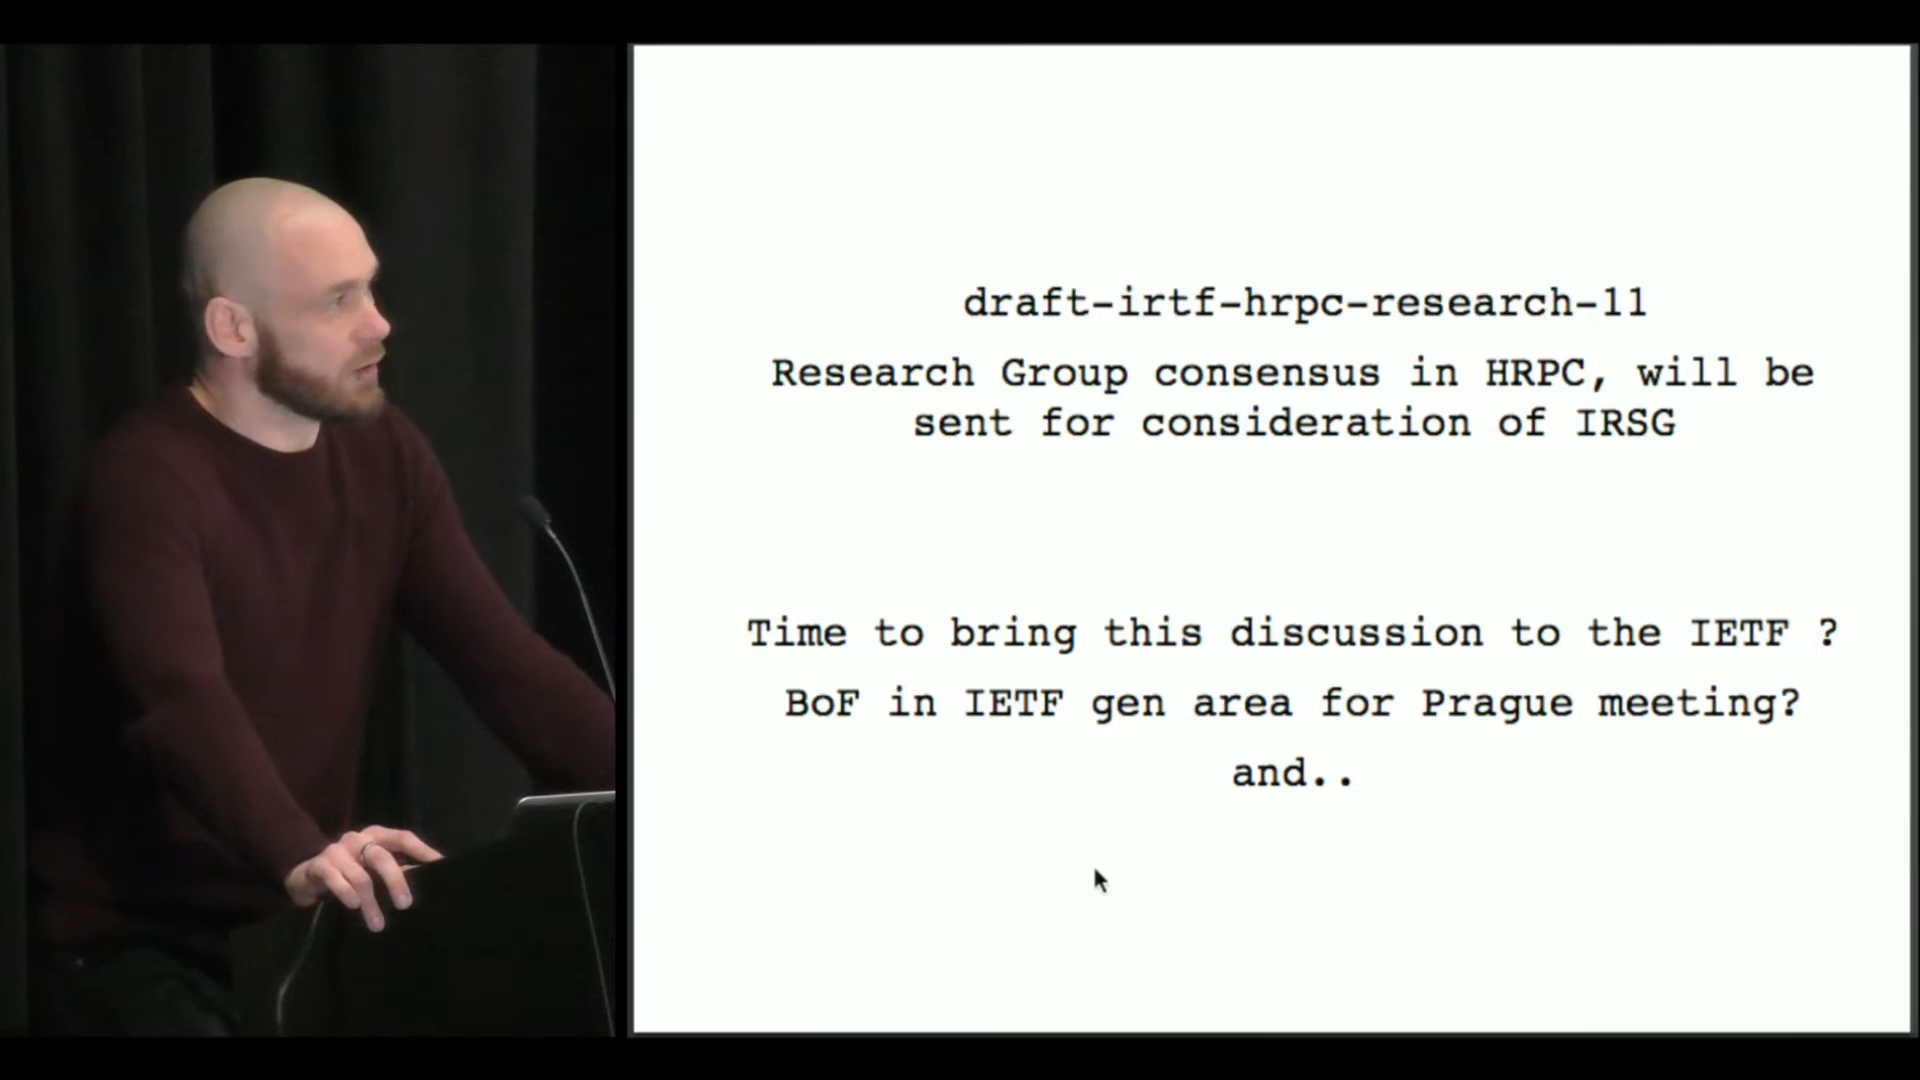 draft-irtf-hrpc-research-11
Research Group consensus in HRPC, will be
sent for consideration of IRSG
Time to bring this discussion to the IETF ?
BoF in IETF gen area for Prague meeting?
and..